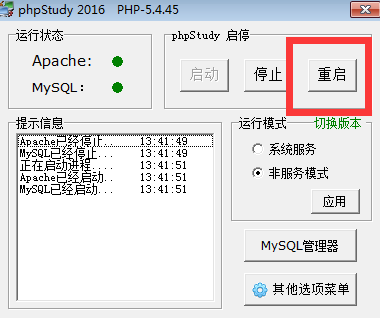 phpStudy 2016 PHP-5.4.45
运行状态
Apache:
MySQL:
phpStudy 启停
启动 停止 重启
提示信息
Apache已经停止... 13:41:49
MySQL已经停止... 13:41:49
正在启动进程... 13:41:51
Apache已经启动.. 13:41:51
MySQL已经启动... 13:41:51
运行模式 切换版本
系统服务
非服务模式
应用
MySQL管理器
其他选项菜单